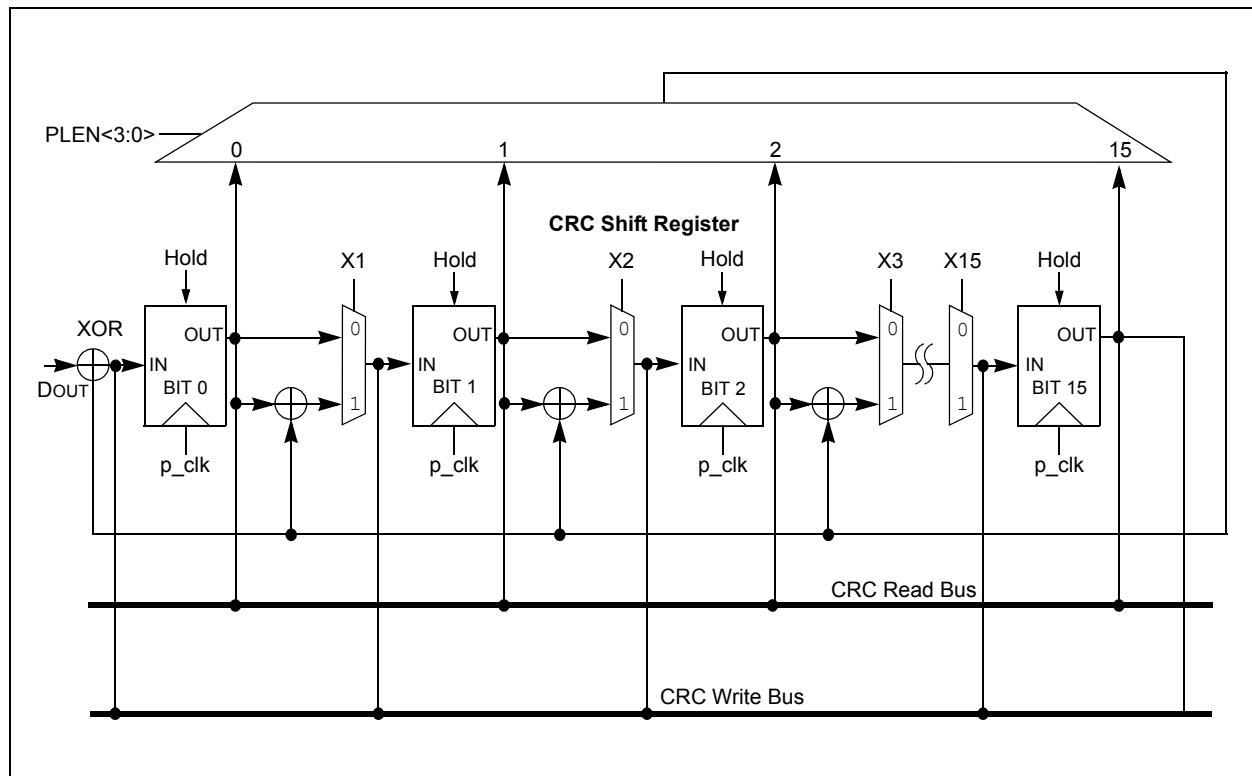 PLEN<3:0>
0 1 2 15
CRC Shift Register
Hold X1 Hold X2 Hold X3 X15 Hold
XOR
OUT 0 OUT 0 OUT 0 0 OUT
IN IN IN IN
DOUT
BIT 0 1 BIT 1 1 BIT 2 1 1 BIT 15
p_clk p_clk p_clk p_clk
CRC Read Bus
CRC Write Bus